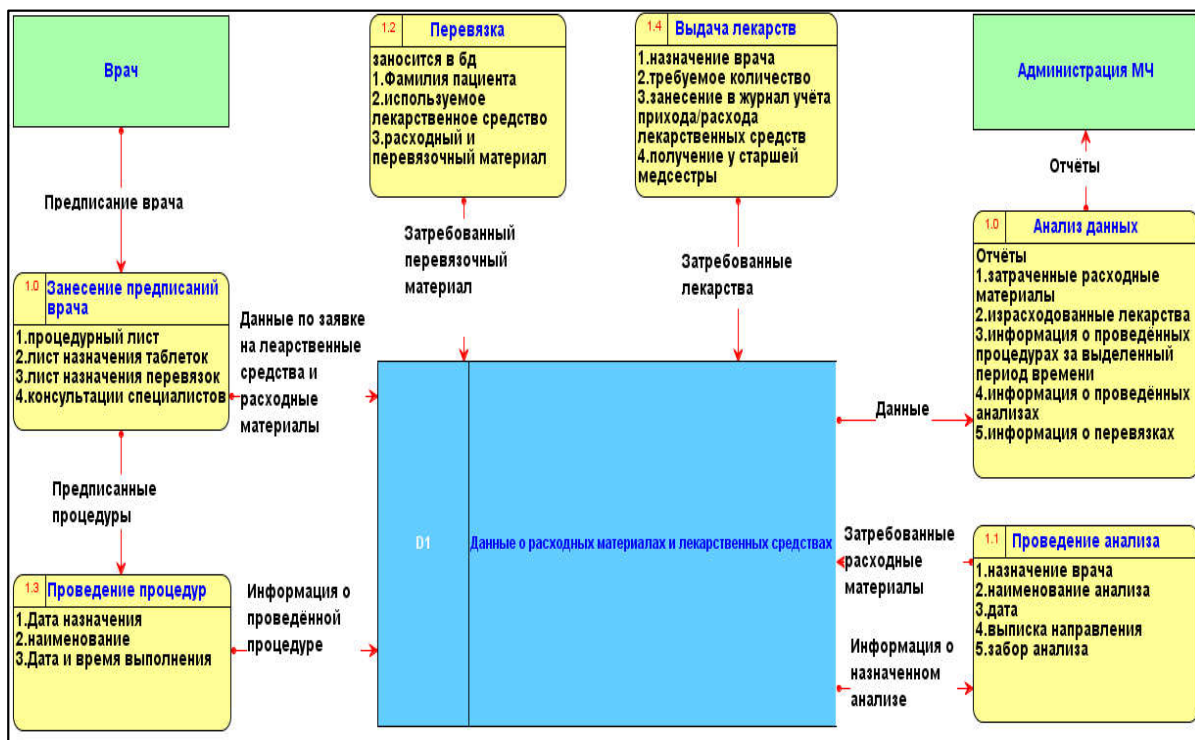 Врач
1.2 Перевязка
заносится в бд
1.Фамилия пациента
2.используемое
лекарственное средство
3.расходный и
перевязочный материал
1.4 Выдача лекарств
1.назначение врача
2.требуемое количество
3.занесение в журнал учёта
прихода/расхода
лекарственных средств
4.получение у старшей
медсестры
Администрация МЧ
Предписание врача
Затребованный
перевязочный
материал
Затребованные
лекарства
Отчёты
1.0 Занесение предписаний
врача
1.процедурный лист
2.лист назначения таблеток
3.лист назначения перевязок
4.консультации специалистов
Данные по заявке
на леарственные
средства и
расходные
материалы
1.0 Анализ данных
Отчёты
1.затраченные расходные
материалы
2.израсходованные лекарства
3.информация о проведённых
процедурах за выделенный
период времени
4.информация о проведённых
анализах
5.информация о перевязках
Данные
Предписанные
процедуры
D1
Данные о расходных материалах и лекарственных средствах
Затребованные
расходные
материалы
1.1 Проведение анализа
1.назначение врача
2.наименование анализа
3.дата
4.выписка направления
5.забор анализа
1.3 Проведение процедур
1.Дата назначения
2.наименование
3.Дата и время выполнения
Информация о
проведённой
процедуре
Информация о
назначенном
анализе